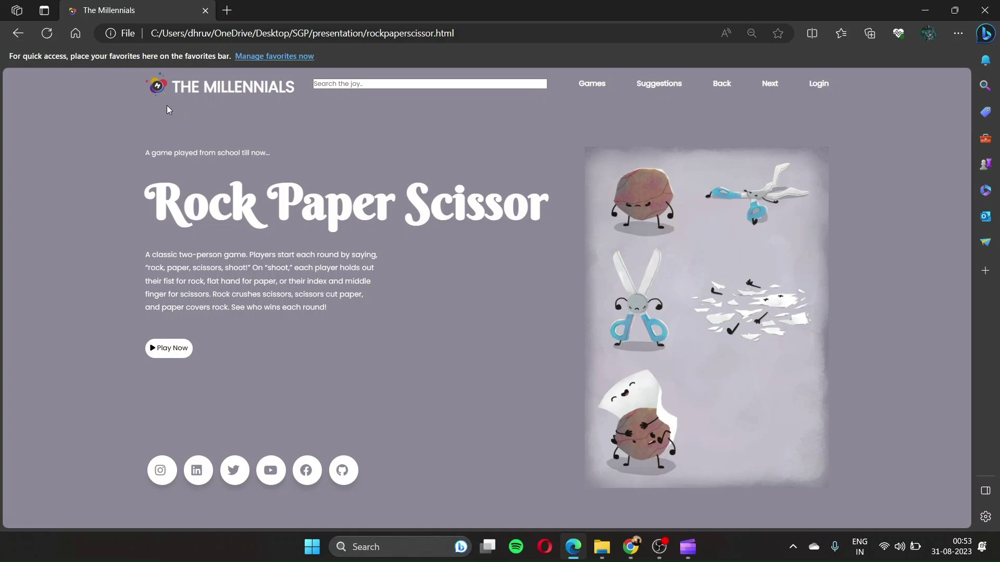 The Millennials
File
C:/Users/dhruv/OneDrive/Desktop/SGP/presentation/rockpaperscissor.html
For quick access, place your favorites here on the favorites bar. Manage favorites now
M
THE MILLENNIALS
Search the joy..
Games
Suggestions
Back
Next
Login
A game played from school till now...
Rock Paper Scissor
A classic two-person game. Players start each round by saying,
“rock, paper, scissors, shoot!” On “shoot,” each player holds out
their fist for rock, flat hand for paper, or their index and middle
finger for scissors. Rock crushes scissors, scissors cut paper,
and paper covers rock. See who wins each round!
Play Now
Search
ENG
IN
00:53
31-08-2023